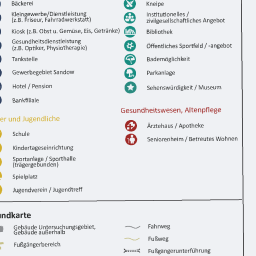 Bäckerei
Kleingewerbe/Dienstleistung
(z.B. Friseur, Fahrradwerkstatt)
Kiosk (z.B. Obst u. Gemüse, Eis, Getränke)
Gesundheitsdienstleistung
(z.B. Optiker, Physiotherapie)
Tankstelle
Gewerbegebiet Sandow
Hotel / Pension
Bankfiliale
er und Jugendliche
Schule
Kindertageseinrichtung
Sportanlage / Sporthalle
(trägergebunden)
Spielplatz
Jugendverein / Jugendtreff
Kneipe
Institutionelles /
zivilgesellschaftliches Angebot
Bibliothek
Öffentliches Sportfeld / -angebot
Bademöglichkeit
Parkanlage
Sehenswürdigkeit / Museum
Gesundheitswesen, Altenpflege
Ärztehaus / Apotheke
Seniorenheim / Betreutes Wohnen
undkarte
Gebäude Untersuchungsgebiet,
Gebäude außerhalb
Fußgängerbereich
Fahrweg
Fußweg
Fußgängerunterführung